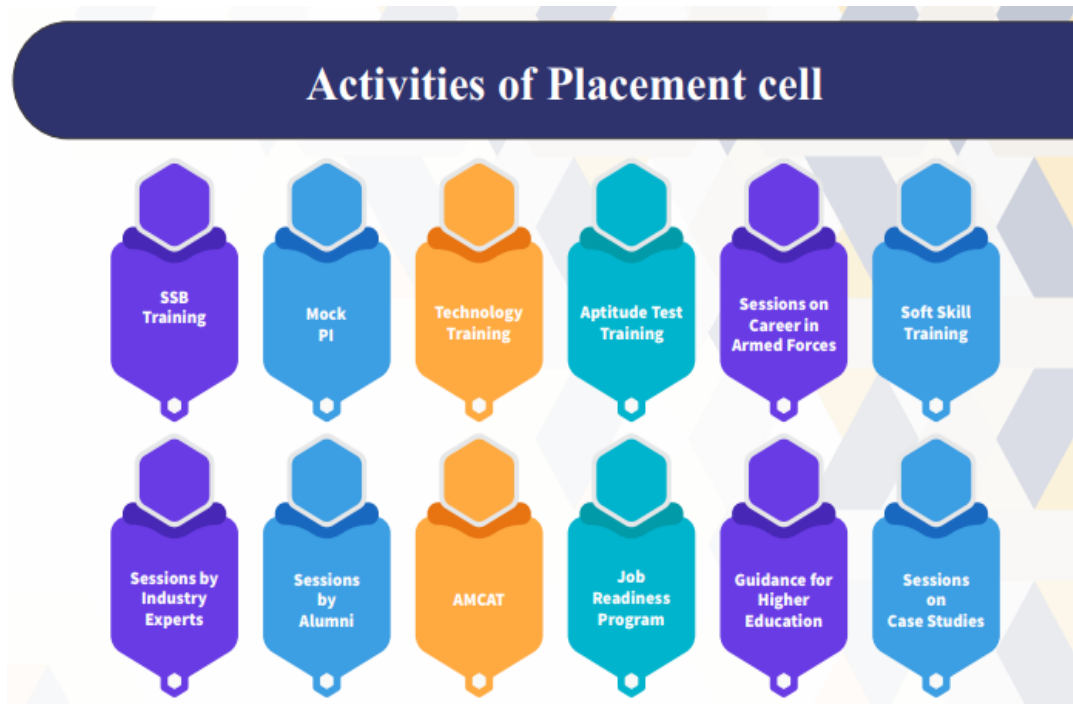 Activities of Placement cell
SSB
Training
Mock
PI
Technology
Training
Aptitude Test
Training
Sessions on
Career in
Armed Forces
Soft Skill
Training
Sessions by
Industry
Experts
Sessions
by
Alumni
AMCAT
Job
Readiness
Program
Guidance for
Higher
Education
Sessions
on
Case Studies